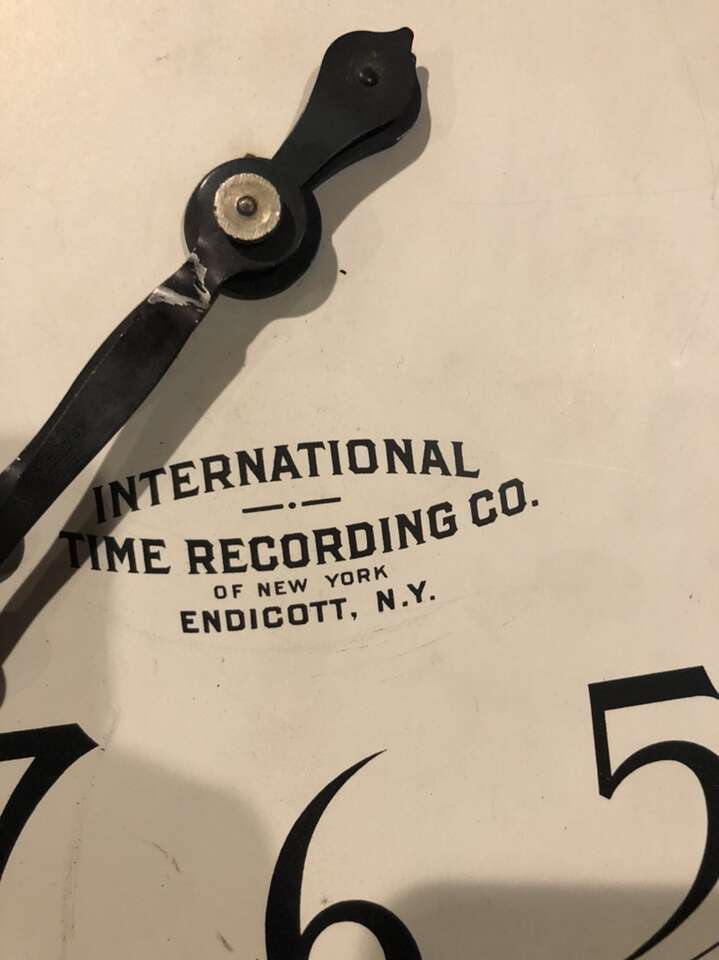 INTERNATIONAL
TIME RECORDING CO.
OF NEW YORK
ENDICOTT, N.Y.
7 6 5